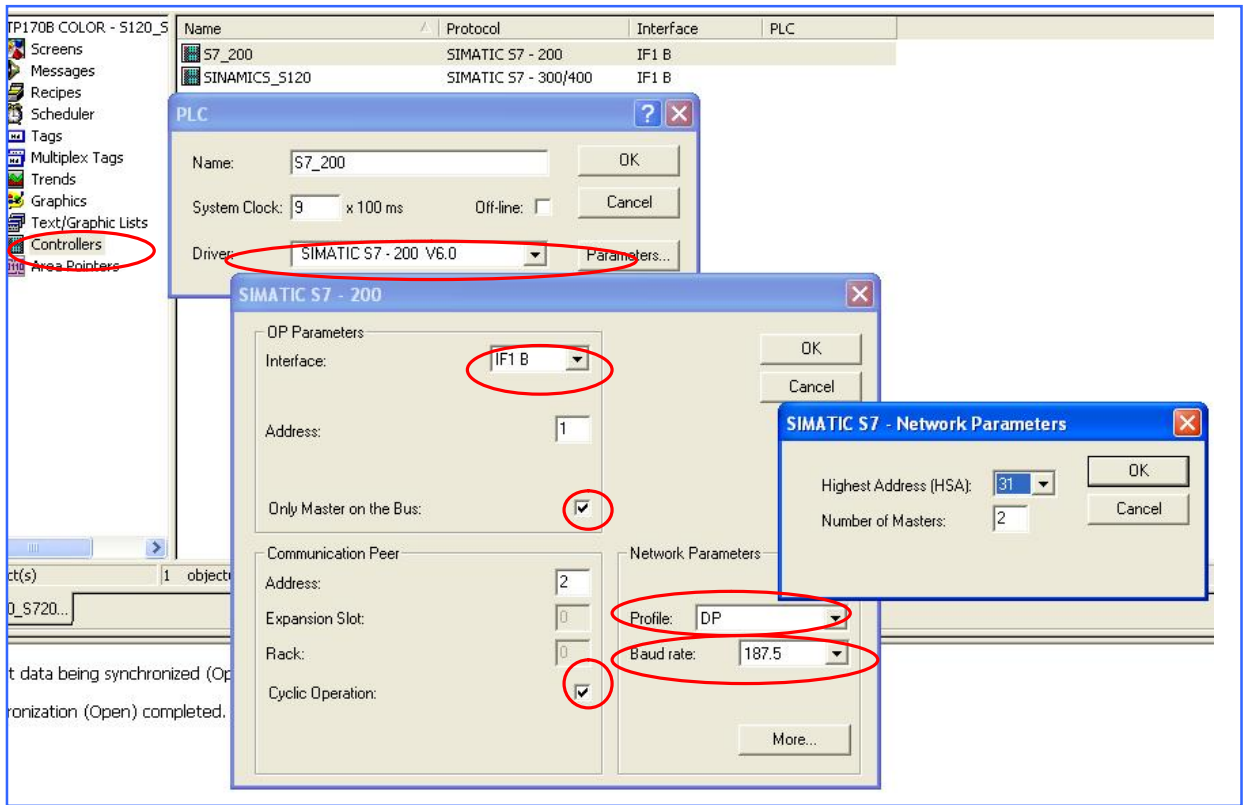 TP170B COLOR - S120_S
Name Protocol Interface PLC
Screens
S7_200 SIMATIC S7 - 200 IF1 B
Messages
SINAMICS_S120 SIMATIC S7 - 300/400 IF1 B
Recipes
Scheduler
Tags
Multiplex Tags
Trends
Graphics
Text/Graphic Lists
Controllers
Area Pointers
PLC
Name: S7_200 OK
System Clock: 9 x 100 ms Off-line: Cancel
Driver: SIMATIC S7 - 200 V6.0 Parameters...
SIMATIC S7 - 200
OP Parameters
Interface: IF1 B OK
Cancel
Address: 1
Only Master on the Bus:
Communication Peer
Address: 2
Expansion Slot: 0
Rack: 0
Cyclic Operation:
Network Parameters
Profile: DP
Baud rate: 187.5
More...
SIMATIC S7 - Network Parameters
Highest Address (HSA): 31 OK
Number of Masters: 2 Cancel
ct(s) 1 object
0_S720...
t data being synchronized (Op
ronization (Open) completed.